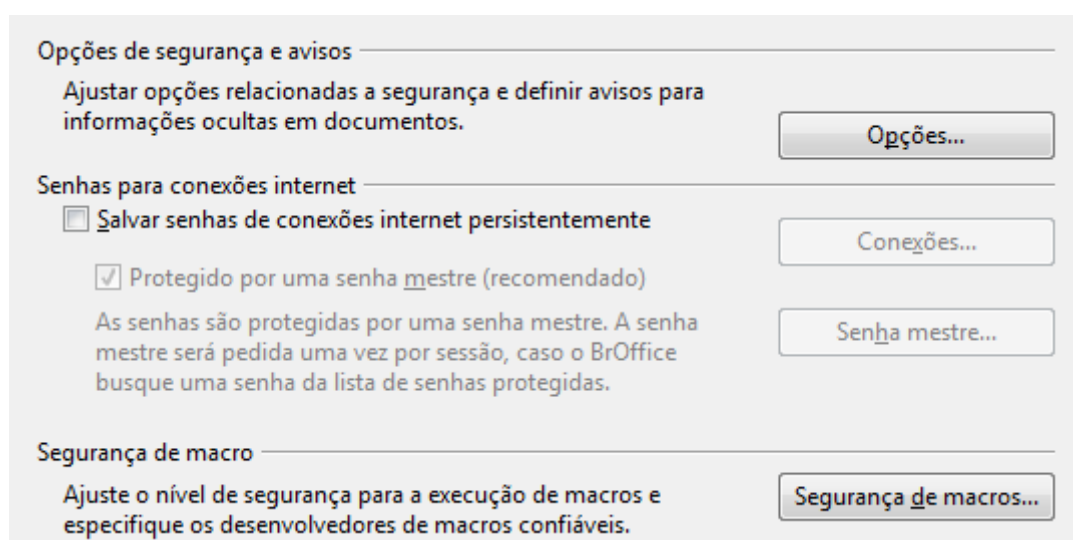 Opções de segurança e avisos
Ajustar opções relacionadas a segurança e definir avisos para
informações ocultas em documentos.
Opções...
Senhas para conexões internet
Salvar senhas de conexões internet persistentemente
Conexões...
Protegido por uma senha mestre (recomendado)
As senhas são protegidas por uma senha mestre. A senha
mestre será pedida uma vez por sessão, caso o BrOffice
busque uma senha da lista de senhas protegidas.
Senha mestre...
Segurança de macro
Ajuste o nível de segurança para a execução de macros e
especifique os desenvolvedores de macros confiáveis.
Segurança de macros...